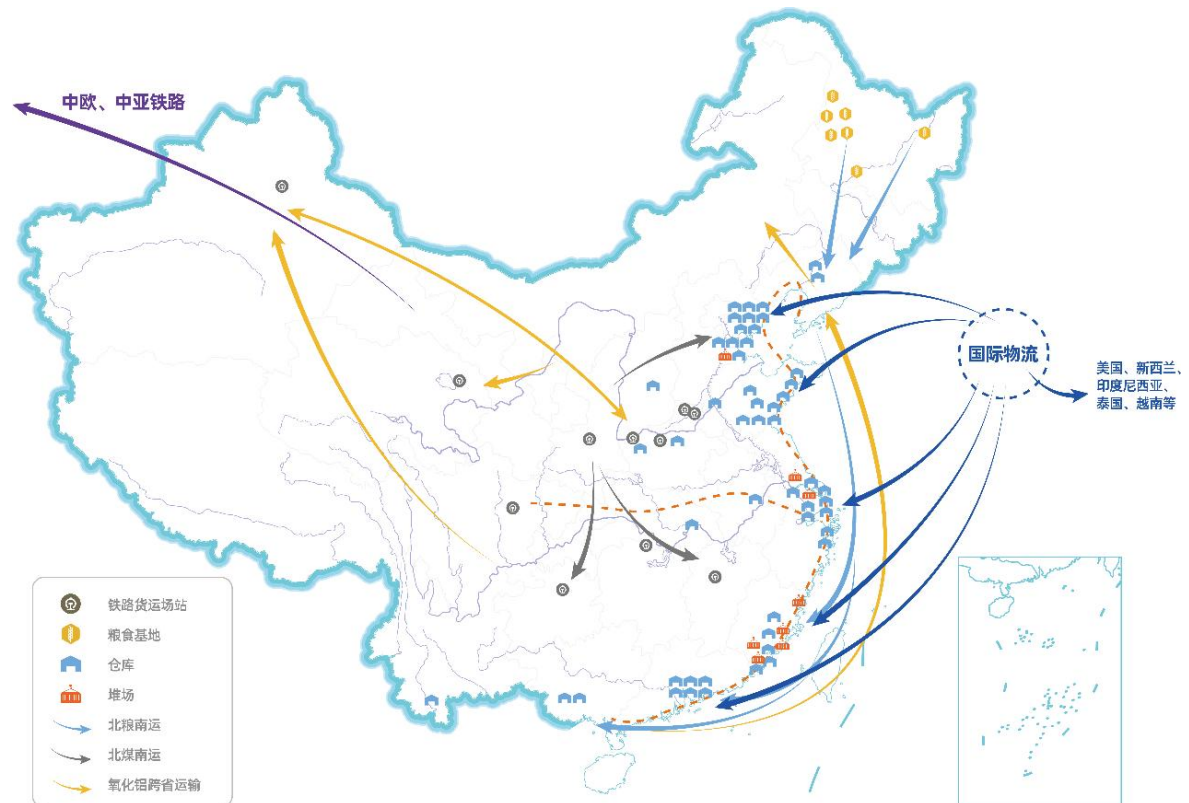 中欧、中亚铁路
国际物流
美国、新西兰、
印度尼西亚、
泰国、越南等
铁路货运场站
粮食基地
仓库
堆场
北粮南运
北煤南运
氧化铝跨省运输